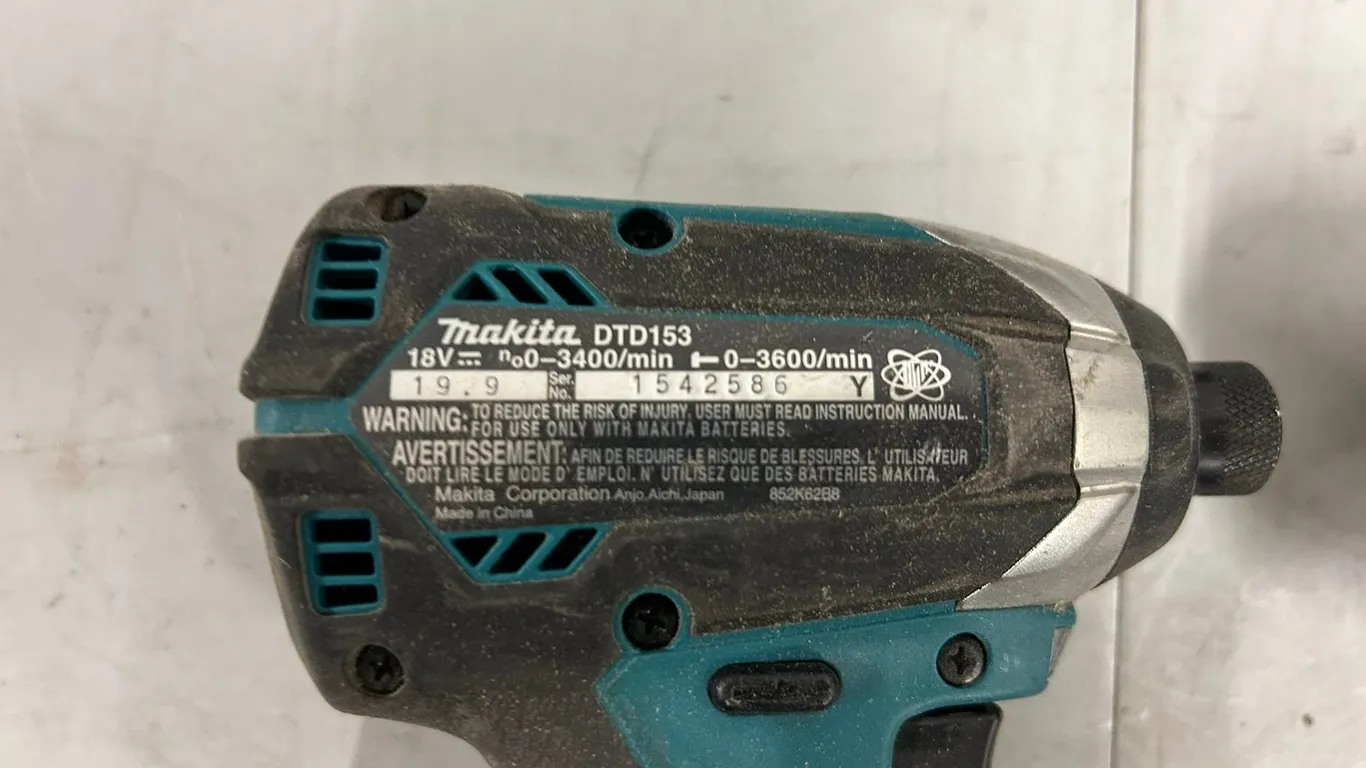 makita DTD153
18V⎓ n₀0–3400/min 0–3600/min
19.9 Ser. No. 1542586 Y
WARNING: TO REDUCE THE RISK OF INJURY. USER MUST READ INSTRUCTION MANUAL.
FOR USE ONLY WITH MAKITA BATTERIES.
AVERTISSEMENT: AFIN DE REDUIRE LE RISQUE DE BLESSURES. L' UTILISATEUR
DOIT LIRE LE MODE D' EMPLOI. N' UTILISEZ QUE DES BATTERIES MAKITA.
Makita Corporation Anjo, Aichi, Japan 852K62B8
Made in China